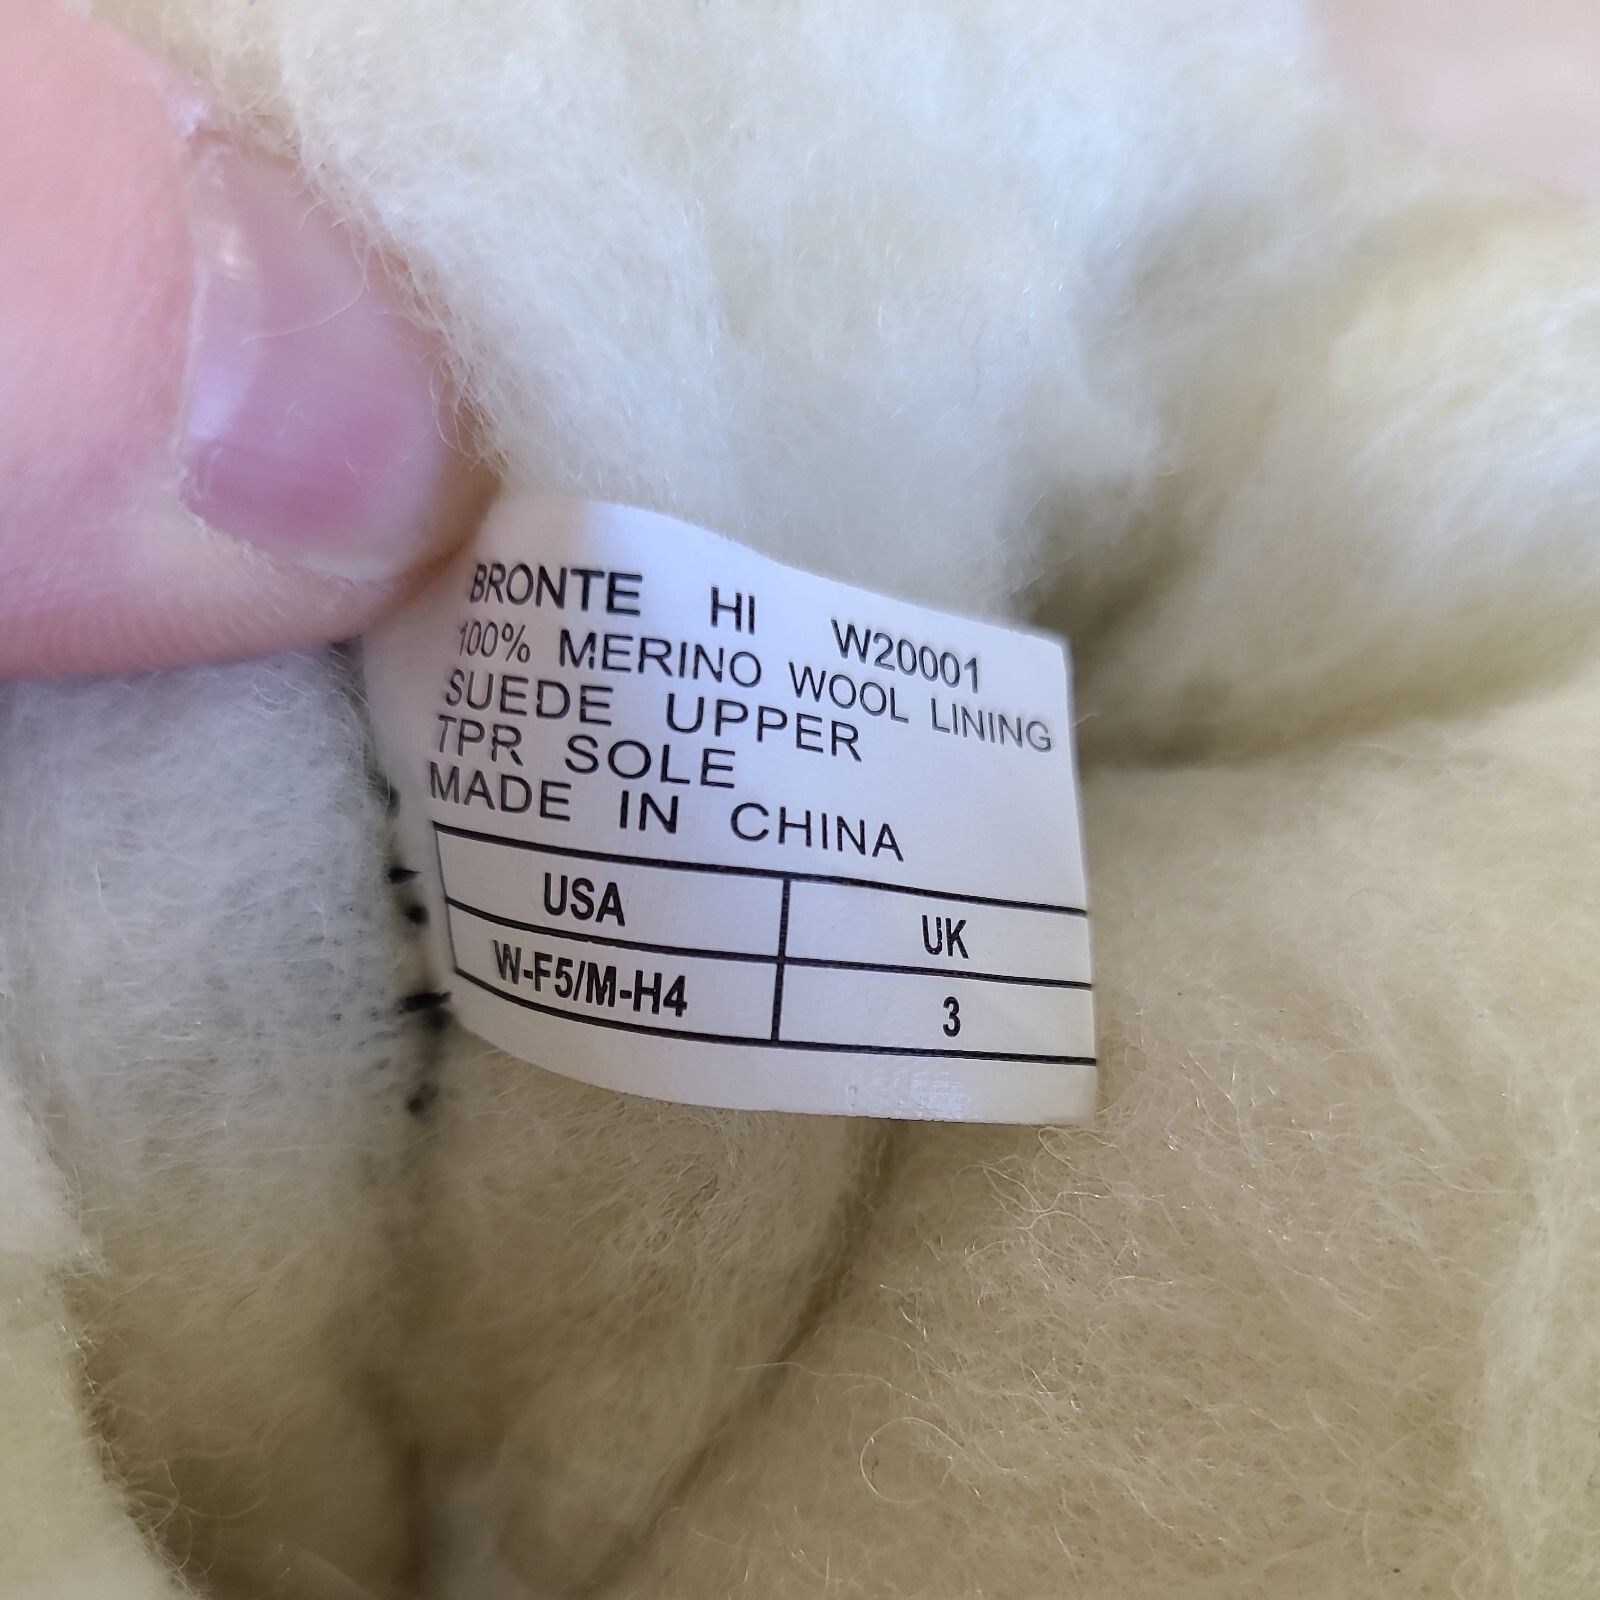 BRONTE HI W20001
100% MERINO WOOL LINING
SUEDE UPPER
TPR SOLE
MADE IN CHINA
USA UK
W-F5/M-H4 3